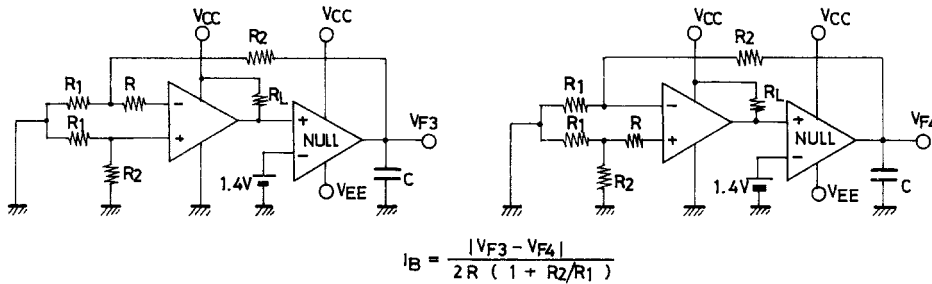 VCC VCC
R2
R1 R
R1
R2
RL
−
+
+
−
NULL
1.4V
VEE
VF3
C
VCC VCC
R2
R1
R1 R
R2
RL
−
+
+
−
NULL
1.4V
VEE
VF4
C
IB = |VF3 − VF4| / 2R ( 1 + R2/R1 )